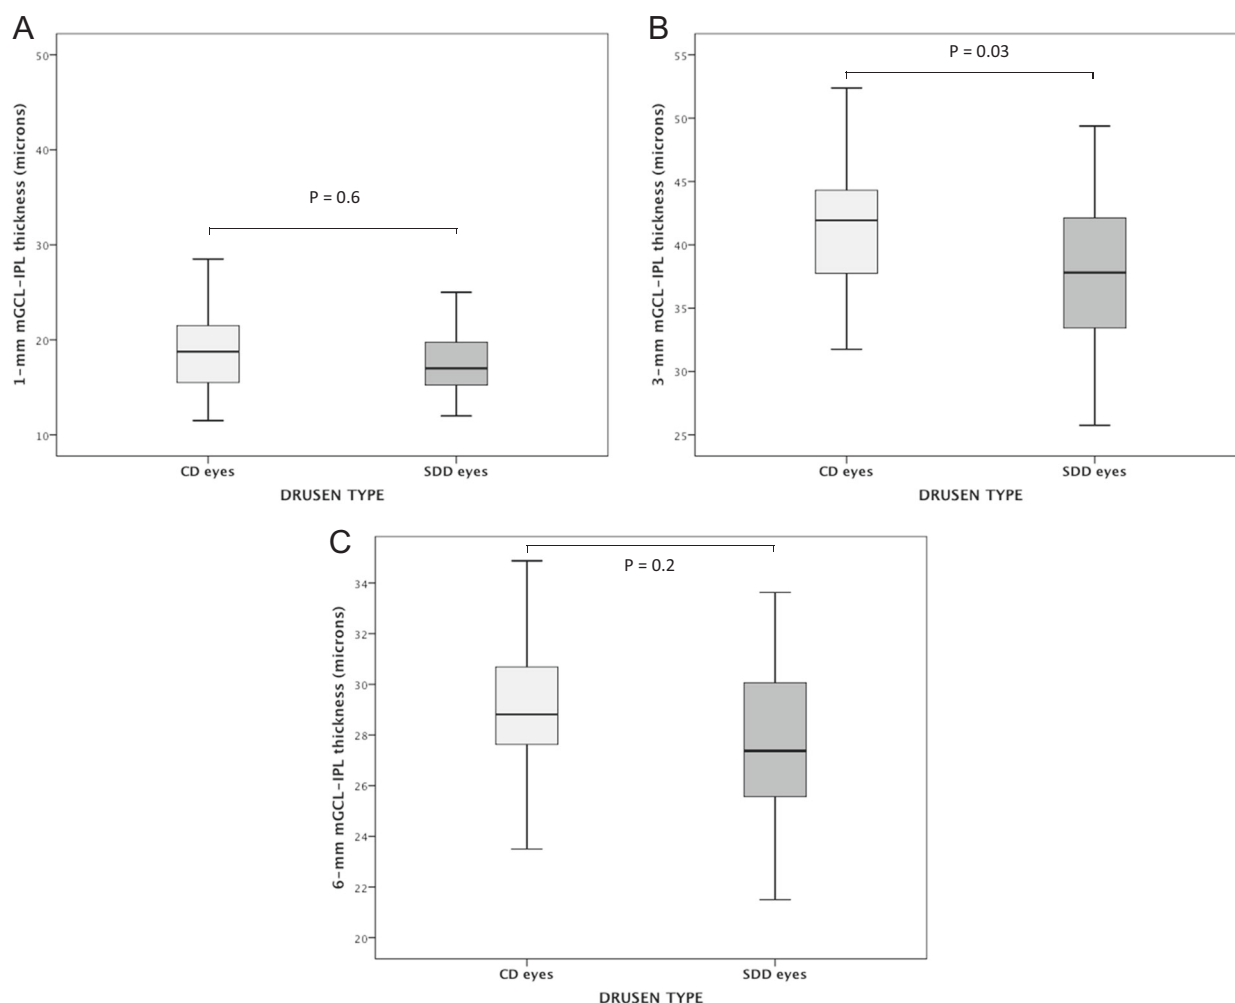 A
1-mm mGCL-IPL thickness (microns)
50
40
30
20
10
P = 0.6
CD eyes
SDD eyes
DRUSEN TYPE
B
3-mm mGCL-IPL thickness (microns)
55
50
45
40
35
30
25
P = 0.03
CD eyes
SDD eyes
DRUSEN TYPE
C
6-mm mGCL-IPL thickness (microns)
34
32
30
28
26
24
22
20
P = 0.2
CD eyes
SDD eyes
DRUSEN TYPE